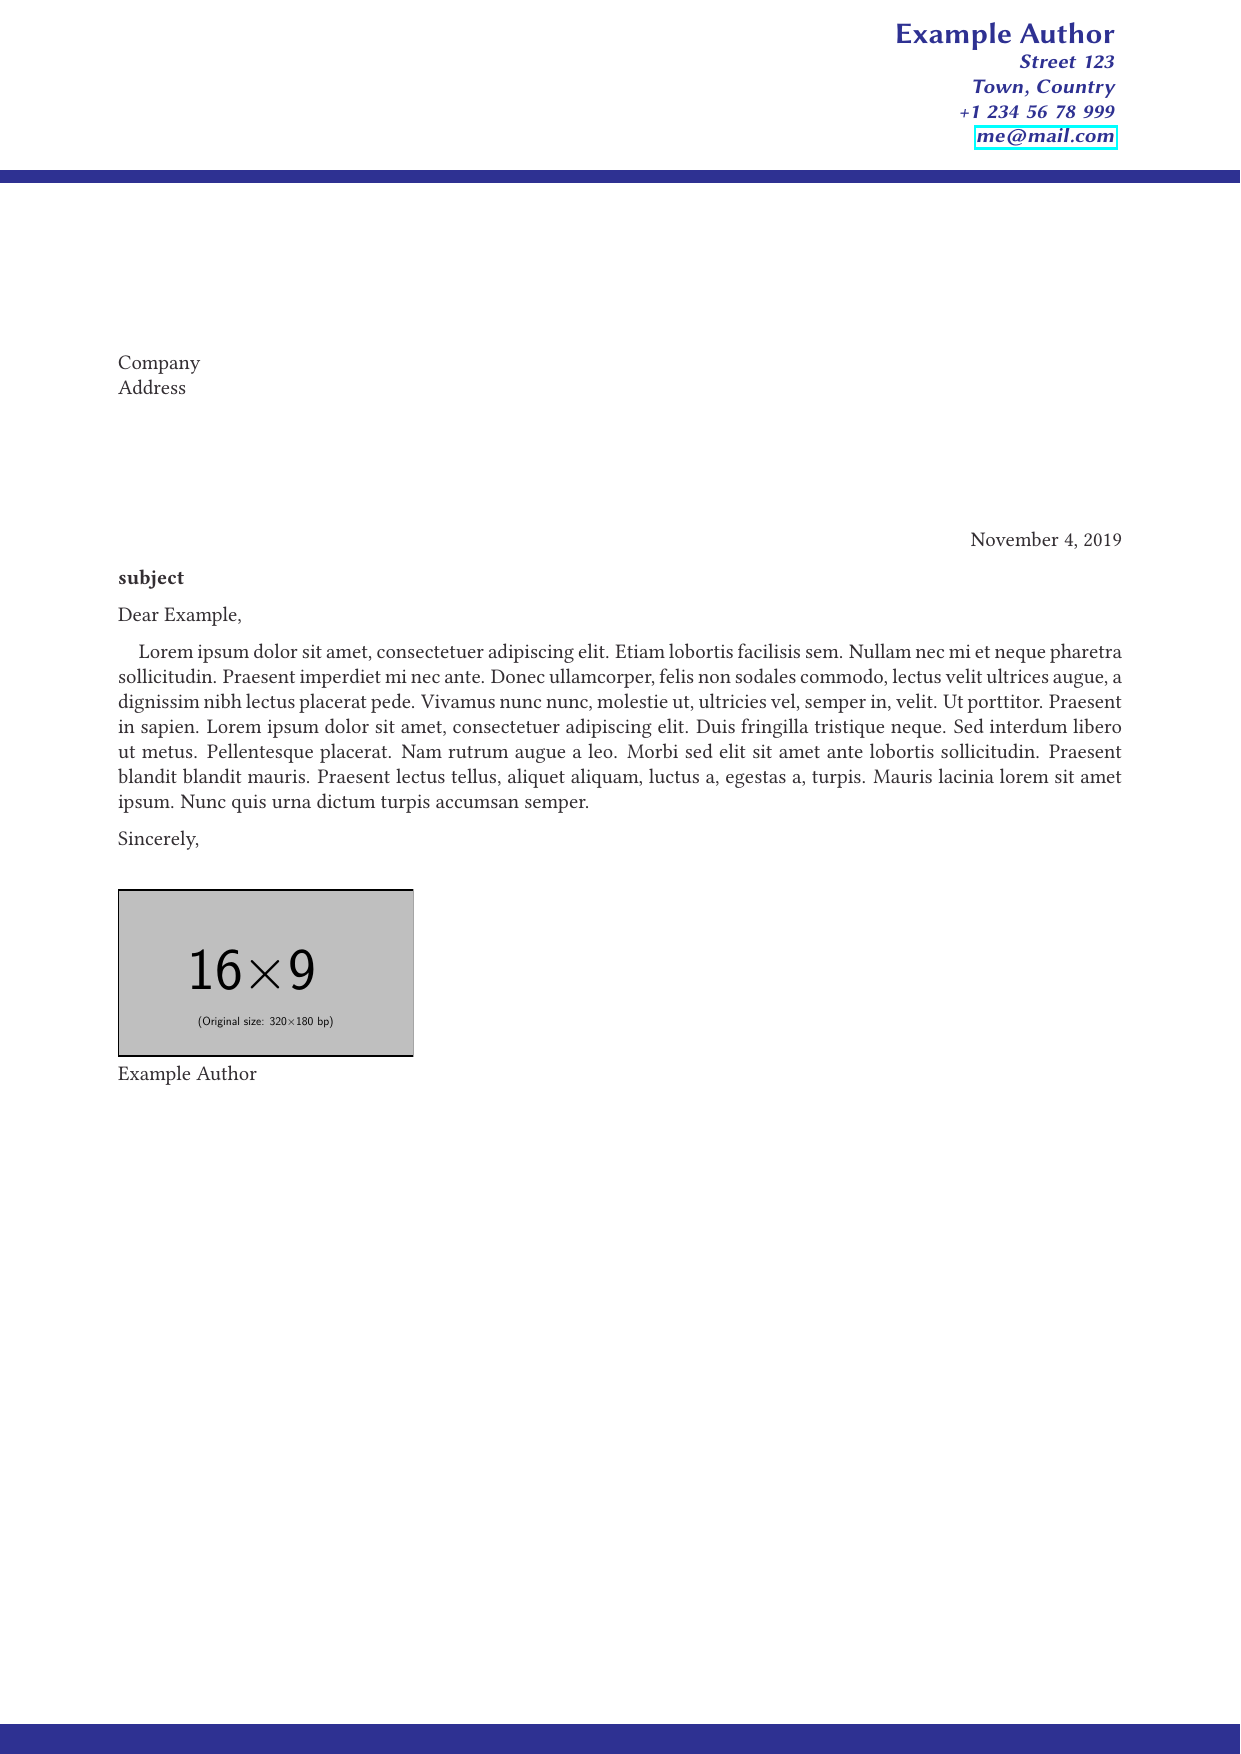 Example Author
Street 123
Town, Country
+1 234 56 78 999
me@mail.com
Company
Address
November 4, 2019
subject
Dear Example,
Lorem ipsum dolor sit amet, consectetuer adipiscing elit. Etiam lobortis facilisis sem. Nullam nec mi et neque pharetra
sollicitudin. Praesent imperdiet mi nec ante. Donec ullamcorper, felis non sodales commodo, lectus velit ultrices augue, a
dignissim nibh lectus placerat pede. Vivamus nunc nunc, molestie ut, ultricies vel, semper in, velit. Ut porttitor. Praesent
in sapien. Lorem ipsum dolor sit amet, consectetuer adipiscing elit. Duis fringilla tristique neque. Sed interdum libero
ut metus. Pellentesque placerat. Nam rutrum augue a leo. Morbi sed elit sit amet ante lobortis sollicitudin. Praesent
blandit blandit mauris. Praesent lectus tellus, aliquet aliquam, luctus a, egestas a, turpis. Mauris lacinia lorem sit amet
ipsum. Nunc quis urna dictum turpis accumsan semper.
Sincerely,
16×9
(Original size: 320×180 bp)
Example Author